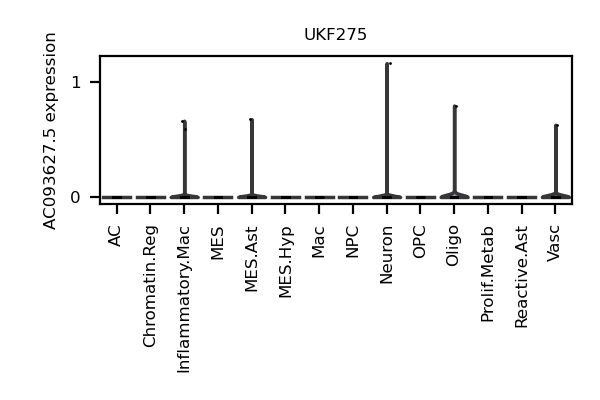 UKF275
AC093627.5 expression
1
0
AC
Chromatin.Reg
Inflammatory.Mac
MES
MES.Ast
MES.Hyp
Mac
NPC
Neuron
OPC
Oligo
Prolif.Metab
Reactive.Ast
Vasc